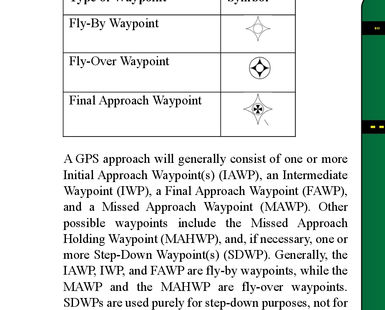 Type of Waypoint Symbol
Fly-By Waypoint
Fly-Over Waypoint
Final Approach Waypoint
A GPS approach will generally consist of one or more
Initial Approach Waypoint(s) (IAWP), an Intermediate
Waypoint (IWP), a Final Approach Waypoint (FAWP),
and a Missed Approach Waypoint (MAWP). Other
possible waypoints include the Missed Approach
Holding Waypoint (MAHWP), and, if necessary, one or
more Step-Down Waypoint(s) (SDWP). Generally, the
IAWP, IWP, and FAWP are fly-by waypoints, while the
MAWP and the MAHWP are fly-over waypoints.
SDWPs are used purely for step-down purposes, not for